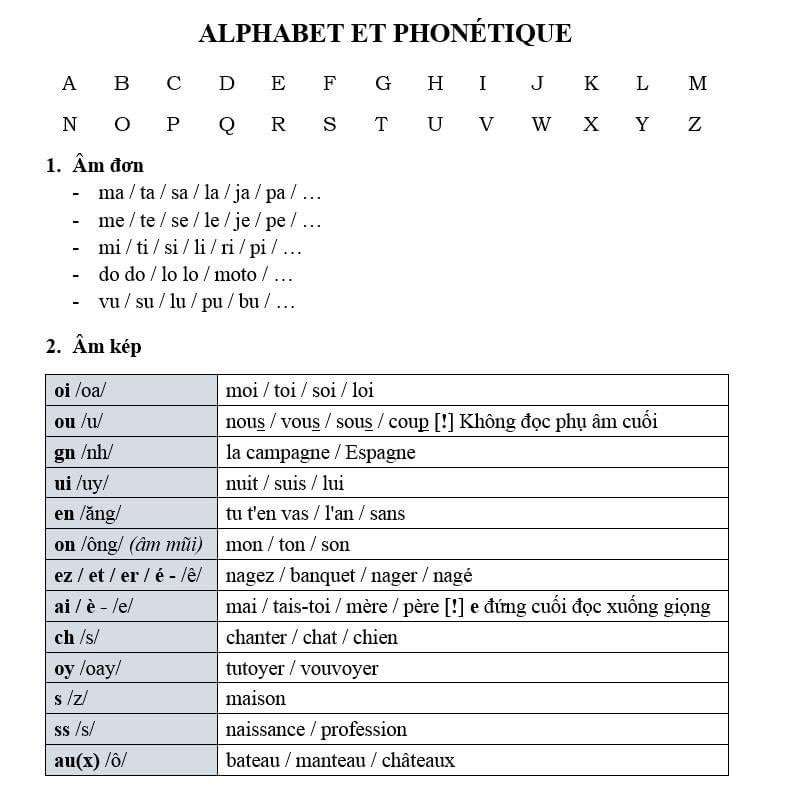 ALPHABET ET PHONÉTIQUE
A B C D E F G H I J K L M
N O P Q R S T U V W X Y Z
1. Âm đơn
- ma / ta / sa / la / ja / pa / …
- me / te / se / le / je / pe / …
- mi / ti / si / li / ri / pi / …
- do do / lo lo / moto / …
- vu / su / lu / pu / bu / …
2. Âm kép
oi /oa/ moi / toi / soi / loi
ou /u/ nous / vous / sous / coup [!] Không đọc phụ âm cuối
gn /nh/ la campagne / Espagne
ui /uy/ nuit / suis / lui
en /ăng/ tu t'en vas / l'an / sans
on /ông/ (âm mũi) mon / ton / son
ez / et / er / é - /ê/ nagez / banquet / nager / nagé
ai / è - /e/ mai / tais-toi / mère / père [!] e đứng cuối đọc xuống giọng
ch /s/ chanter / chat / chien
oy /oay/ tutoyer / vouvoyer
s /z/ maison
ss /s/ naissance / profession
au(x) /ô/ bateau / manteau / châteaux